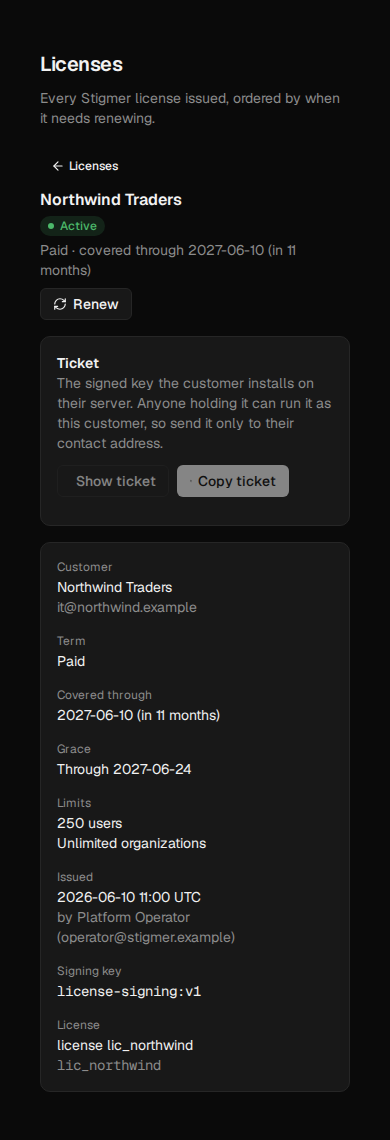 Licenses
Every Stigmer license issued, ordered by when
it needs renewing.
Licenses
Northwind Traders
Active
Paid · covered through 2027-06-10 (in 11
months)
Renew
Ticket
The signed key the customer installs on
their server. Anyone holding it can run it as
this customer, so send it only to their
contact address.
Show ticket
Copy ticket
Customer
Northwind Traders
it@northwind.example
Term
Paid
Covered through
2027-06-10 (in 11 months)
Grace
Through 2027-06-24
Limits
250 users
Unlimited organizations
Issued
2026-06-10 11:00 UTC
by Platform Operator
(operator@stigmer.example)
Signing key
license-signing:v1
License
license lic_northwind
lic_northwind